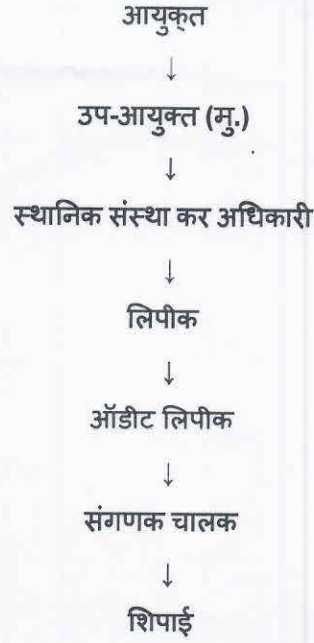 आयुक्त
↓
उप-आयुक्त (मु.)
↓
स्थानिक संस्था कर अधिकारी
↓
लिपीक
↓
ऑडीट लिपीक
↓
संगणक चालक
↓
शिपाई